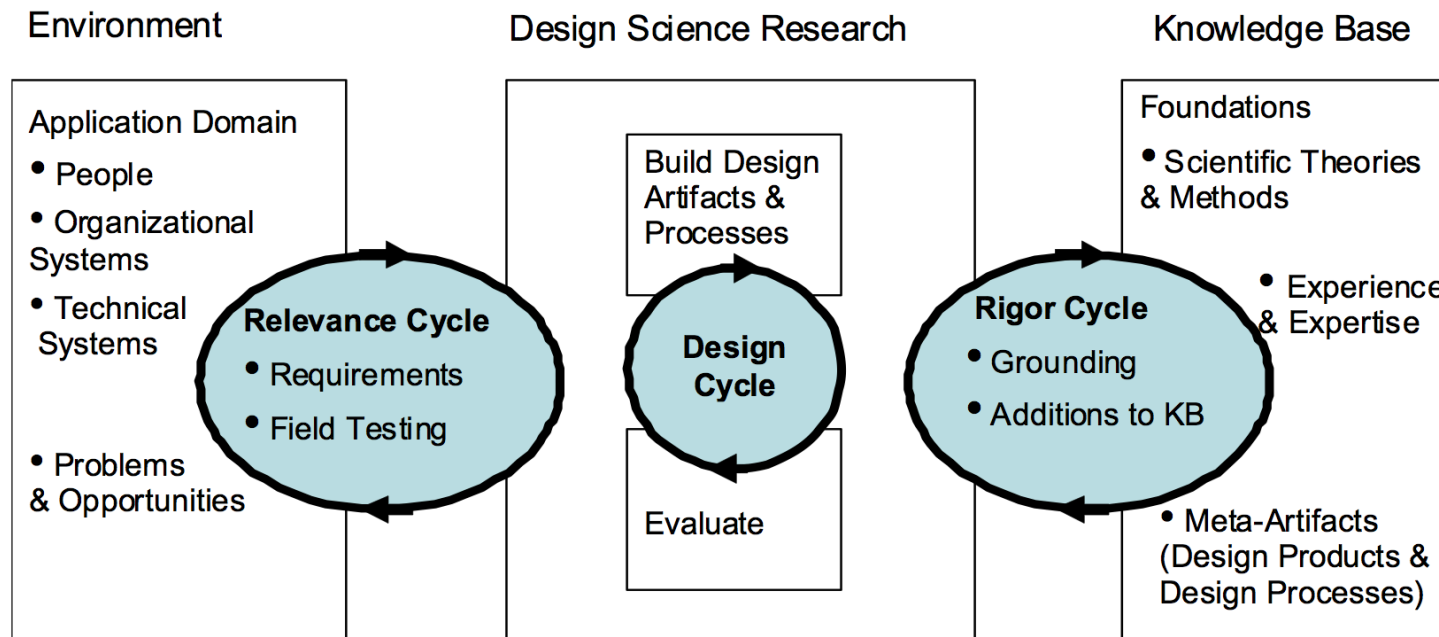 Environment
Design Science Research
Knowledge Base
Application Domain
• People
• Organizational
Systems
• Technical
Systems
• Problems
& Opportunities
Relevance Cycle
• Requirements
• Field Testing
Build Design
Artifacts &
Processes
Design
Cycle
Evaluate
Rigor Cycle
• Grounding
• Additions to KB
Foundations
• Scientific Theories
& Methods
• Experience
& Expertise
• Meta-Artifacts
(Design Products &
Design Processes)